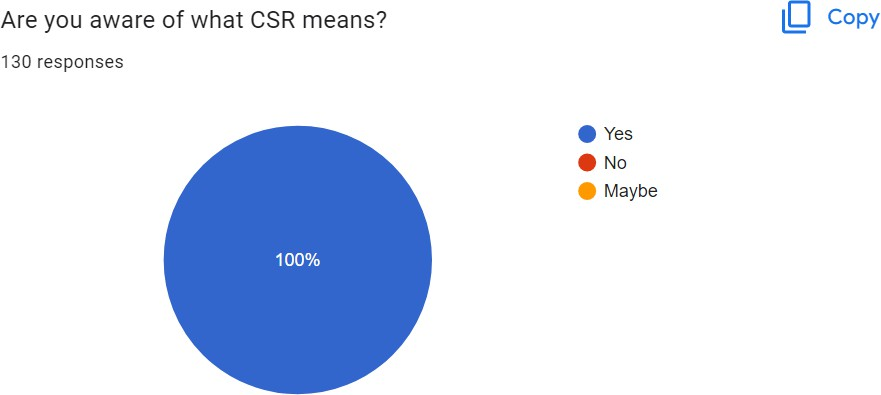 Are you aware of what CSR means?
Copy
130 responses
Yes
No
Maybe
100%